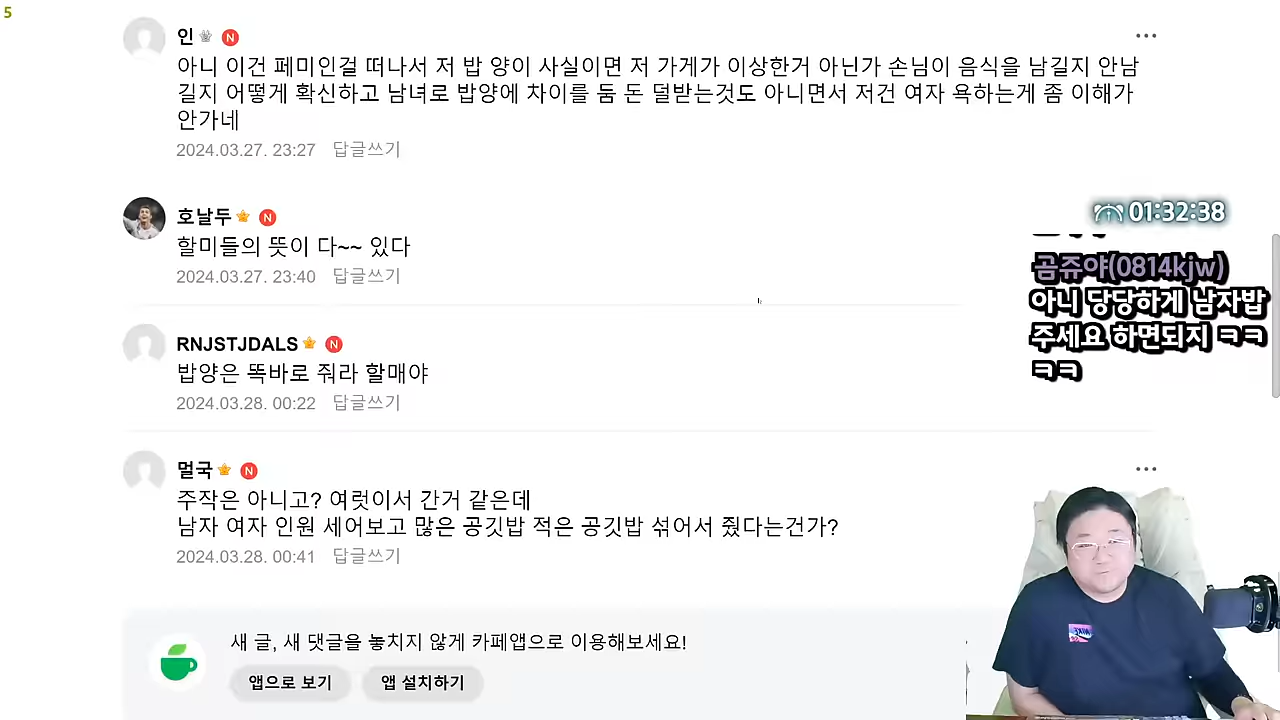 5
인
N
아니 이건 페미인걸 떠나서 저 밥 양이 사실이면 저 가게가 이상한거 아닌가 손님이 음식을 남길지 안남
길지 어떻게 확신하고 남녀로 밥양에 차이를 둠 돈 덜받는것도 아니면서 저건 여자 욕하는게 좀 이해가
안가네
2024.03.27. 23:27 답글쓰기
호날두
N
할미들의 뜻이 다~~ 있다
2024.03.27. 23:40 답글쓰기
01:32:38
곰쥬야(0814kjw)
아니 당당하게 남자밥
주세요 하면되지 ㅋㅋ
ㅋㅋ
RNJSTJDALS
N
밥양은 똑바로 줘라 할매야
2024.03.28. 00:22 답글쓰기
멀국
N
주작은 아니고? 여럿이서 간거 같은데
남자 여자 인원 세어보고 많은 공깃밥 적은 공깃밥 섞어서 줬다는건가?
2024.03.28. 00:41 답글쓰기
새 글, 새 댓글을 놓치지 않게 카페앱으로 이용해보세요!
앱으로 보기 앱 설치하기